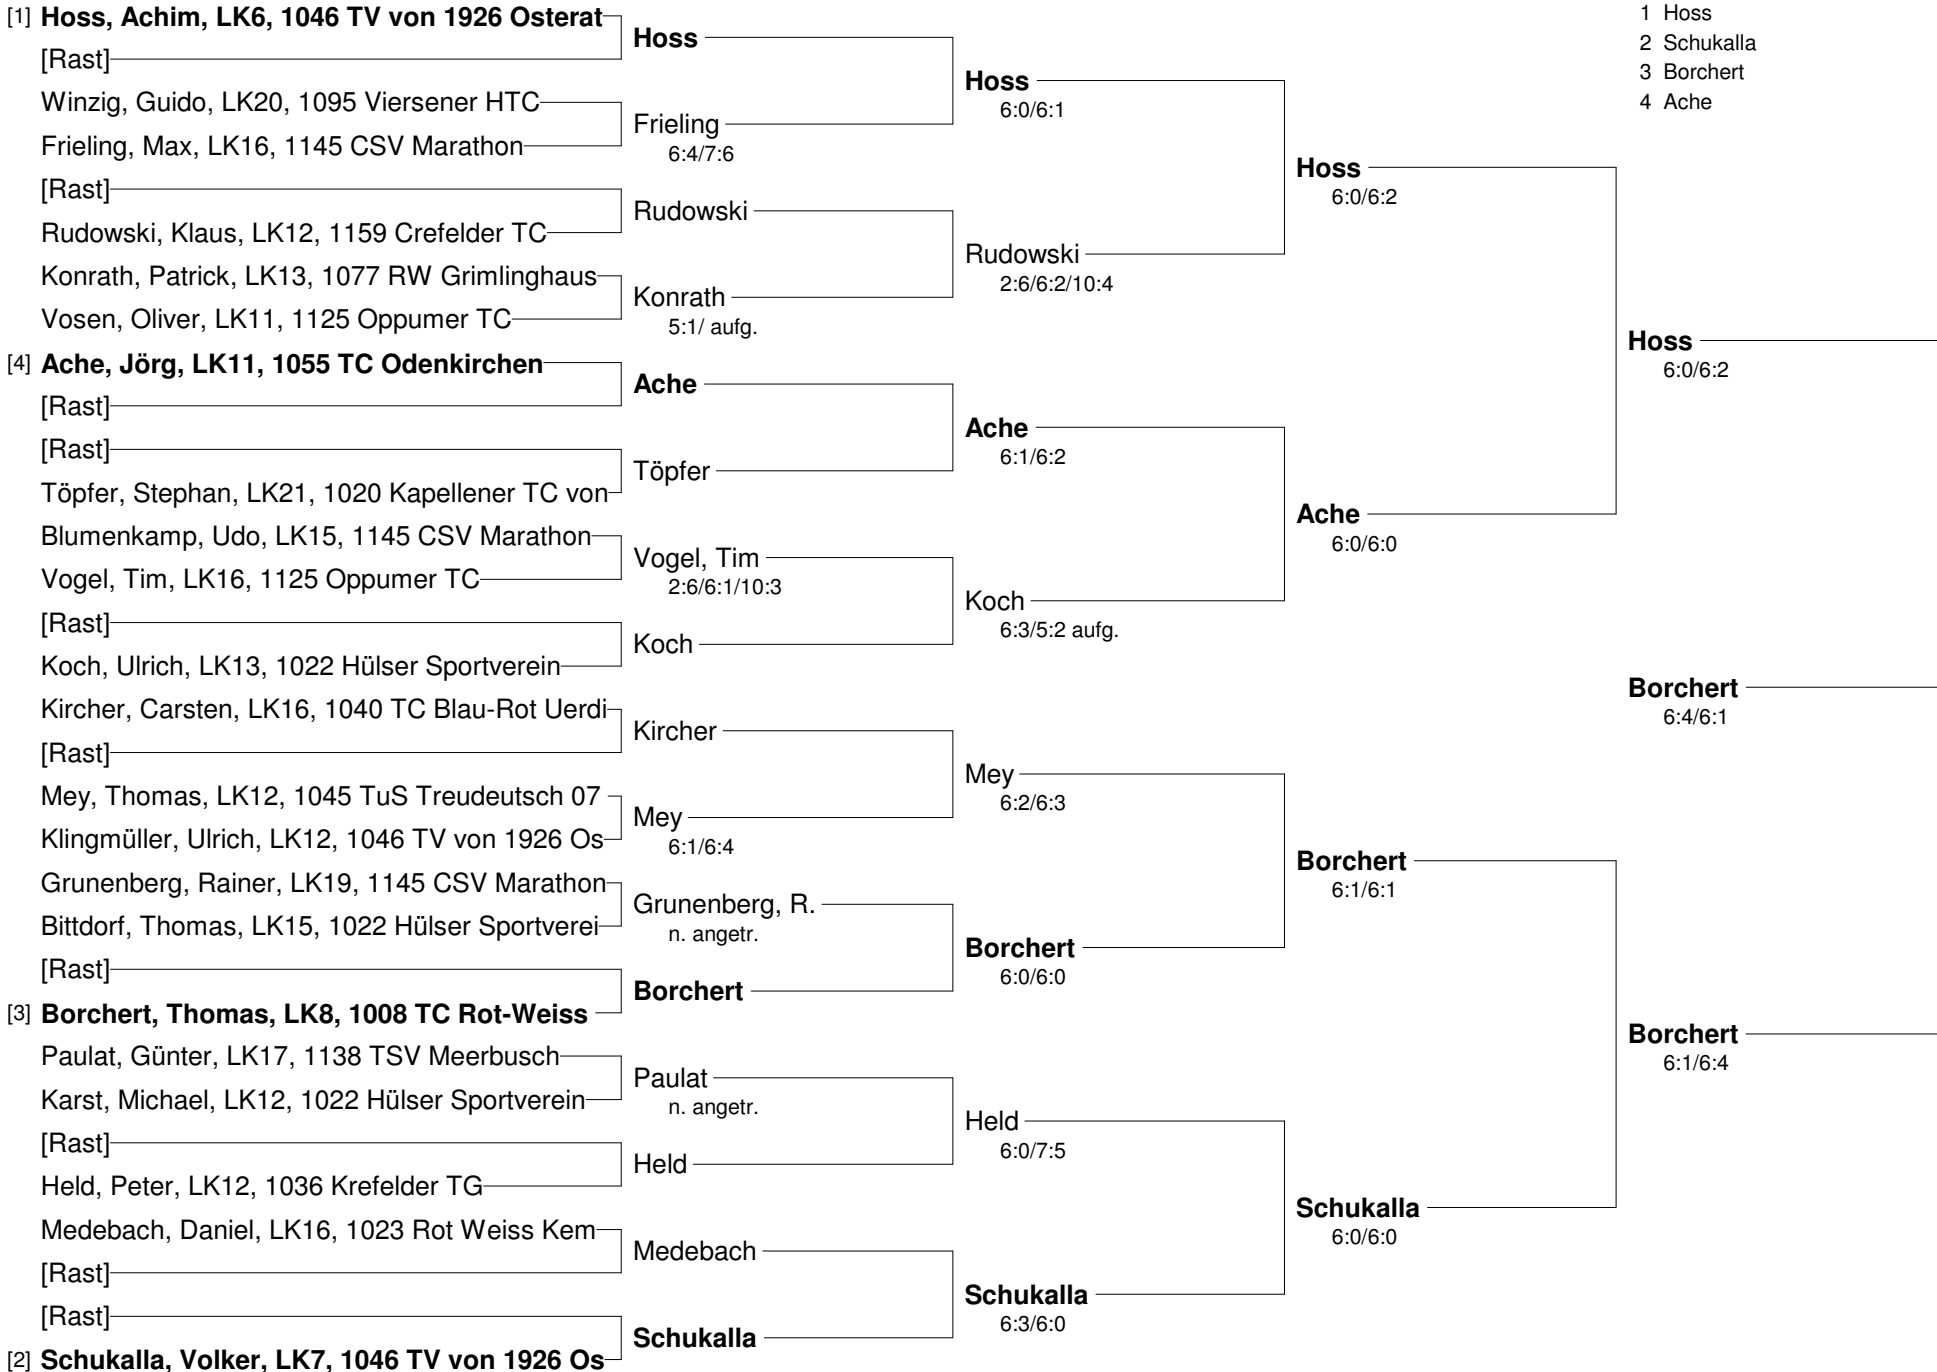 [1] Hoss, Achim, LK6, 1046 TV von 1926 Osterat
[Rast]
Winzig, Guido, LK20, 1095 Viersener HTC
Frieling, Max, LK16, 1145 CSV Marathon
[Rast]
Rudowski, Klaus, LK12, 1159 Crefelder TC
Konrath, Patrick, LK13, 1077 RW Grimlinghaus
Vosen, Oliver, LK11, 1125 Oppumer TC
[4] Ache, Jörg, LK11, 1055 TC Odenkirchen
[Rast]
[Rast]
Töpfer, Stephan, LK21, 1020 Kapellener TC von
Blumenkamp, Udo, LK15, 1145 CSV Marathon
Vogel, Tim, LK16, 1125 Oppumer TC
[Rast]
Koch, Ulrich, LK13, 1022 Hülser Sportverein
Kircher, Carsten, LK16, 1040 TC Blau-Rot Uerdi
[Rast]
Mey, Thomas, LK12, 1045 TuS Treudeutsch 07
Klingmüller, Ulrich, LK12, 1046 TV von 1926 Os
Grunenberg, Rainer, LK19, 1145 CSV Marathon
Bittdorf, Thomas, LK15, 1022 Hülser Sportverei
[Rast]
[3] Borchert, Thomas, LK8, 1008 TC Rot-Weiss
Paulat, Günter, LK17, 1138 TSV Meerbusch
Karst, Michael, LK12, 1022 Hülser Sportverein
[Rast]
Held, Peter, LK12, 1036 Krefelder TG
Medebach, Daniel, LK16, 1023 Rot Weiss Kem
[Rast]
[Rast]
[2] Schukalla, Volker, LK7, 1046 TV von 1926 Os
Hoss
Frieling
6:4/7:6
Rudowski
Konrath
5:1/ aufg.
Ache
Töpfer
Vogel, Tim
2:6/6:1/10:3
Koch
Kircher
Mey
6:1/6:4
Grunenberg, R.
n. angetr.
Borchert
Paulat
n. angetr.
Held
Medebach
Schukalla
Hoss
6:0/6:1
Rudowski
2:6/6:2/10:4
Ache
6:1/6:2
Koch
6:3/5:2 aufg.
Mey
6:2/6:3
Borchert
6:0/6:0
Held
6:0/7:5
Schukalla
6:3/6:0
Hoss
6:0/6:2
Ache
6:0/6:0
Borchert
6:1/6:1
Schukalla
6:0/6:0
1 Hoss
2 Schukalla
3 Borchert
4 Ache
Hoss
6:0/6:2
Borchert
6:4/6:1
Borchert
6:1/6:4